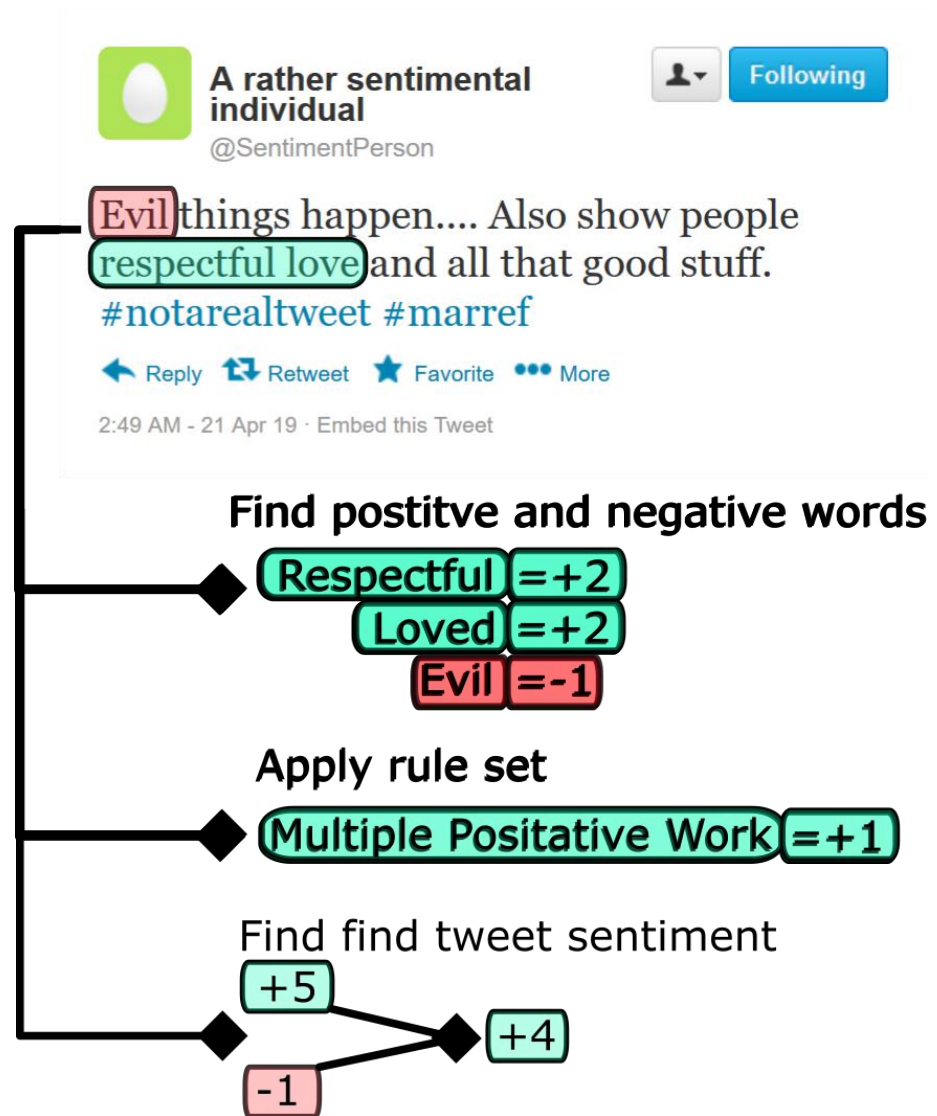 A rather sentimental
individual
@SentimentPerson
Following
Evil things happen.... Also show people
respectful love and all that good stuff.
#notarealtweet #marref
Reply Retweet Favorite More
2:49 AM - 21 Apr 19 · Embed this Tweet
Find postitve and negative words
Respectful =+2
Loved =+2
Evil =-1
Apply rule set
Multiple Positative Work =+1
Find find tweet sentiment
+5
+4
-1